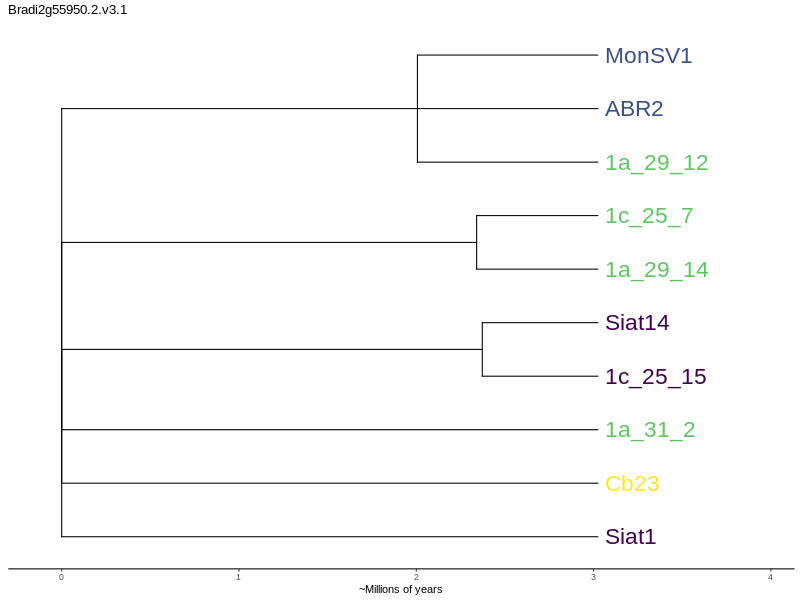 Bradi2g55950.2.v3.1
MonSV1
ABR2
1a_29_12
1c_25_7
1a_29_14
Siat14
1c_25_15
1a_31_2
Cb23
Siat1
0 1 2 3 4
~Millions of years